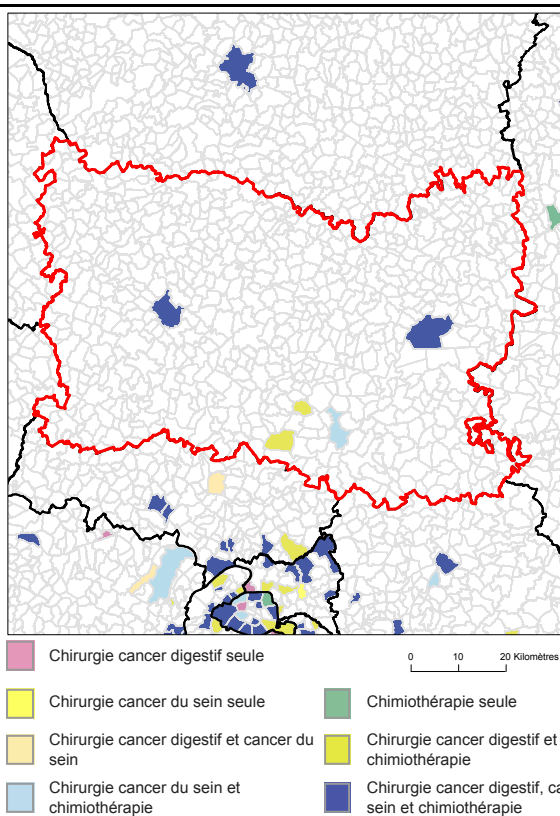 Chirurgie cancer digestif seule
0 10 20 Kilomètres
Chirurgie cancer du sein seule
Chimiothérapie seule
Chirurgie cancer digestif et cancer du
sein
Chirurgie cancer digestif et
chimiothérapie
Chirurgie cancer du sein et
chimiothérapie
Chirurgie cancer digestif,
sein et chimiothérapie